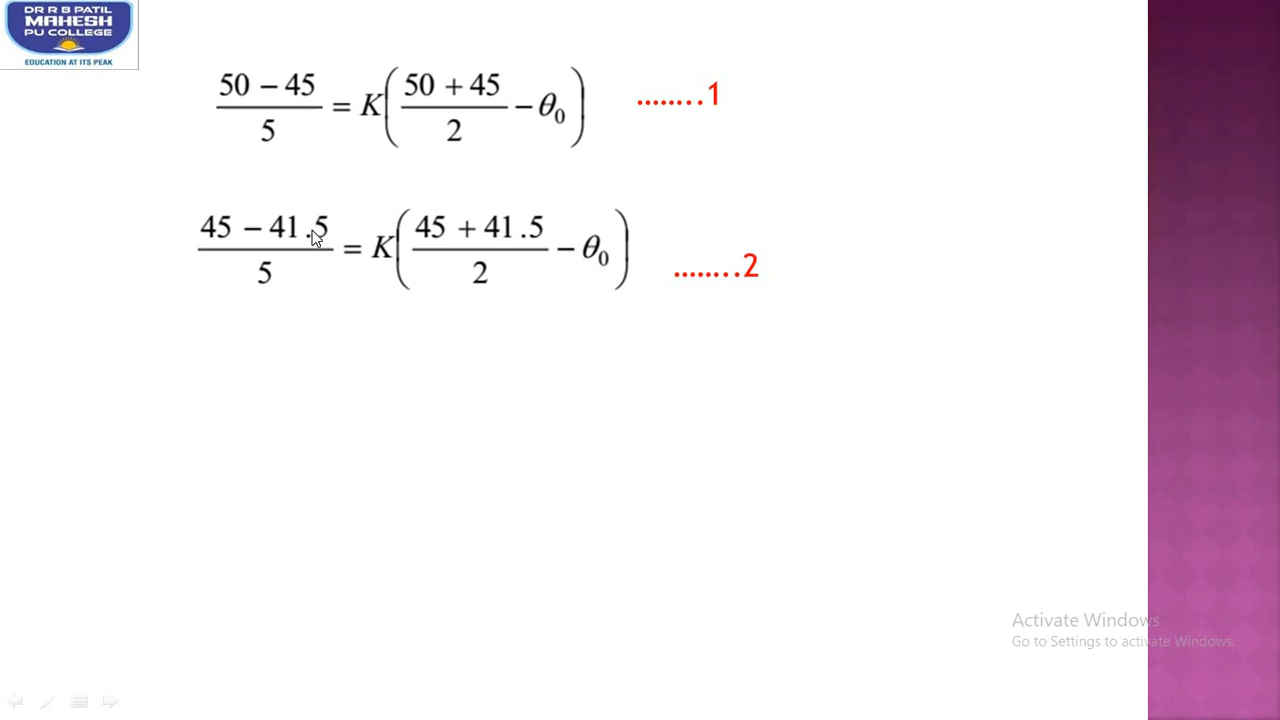 DR R B PATIL
MAHESH
PU COLLEGE
EDUCATION AT ITS PEAK
(50 − 45)/5 = K((50 + 45)/2 − θ₀) ........1
(45 − 41.5)/5 = K((45 + 41.5)/2 − θ₀) ........2
Activate Windows
Go to Settings to activate Windows.